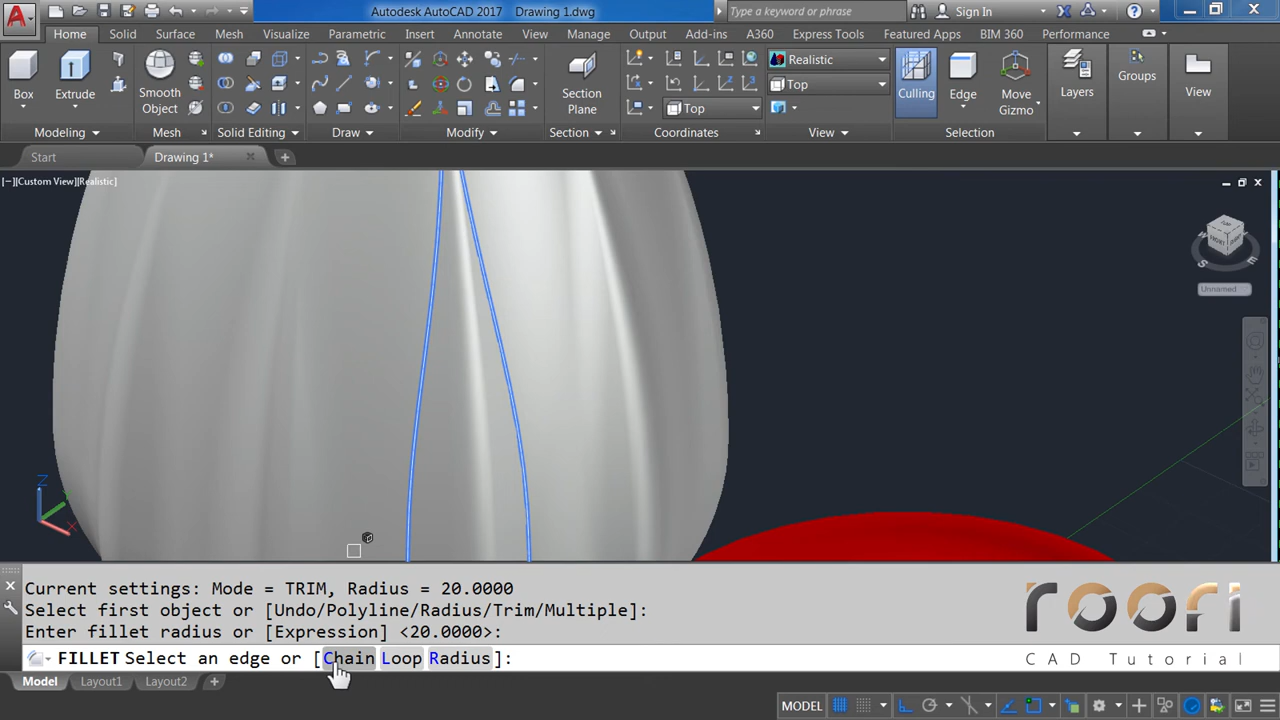 Autodesk AutoCAD 2017 Drawing 1.dwg
Type a keyword or phrase
Sign In
Home Solid Surface Mesh Visualize Parametric Insert Annotate View Manage Output Add-ins A360 Express Tools Featured Apps BIM 360 Performance
Box
Extrude
Smooth Object
Section Plane
Top
Realistic
Top
Culling
Edge
Move Gizmo
Groups
Layers
View
Modeling
Mesh
Solid Editing
Draw
Modify
Section
Coordinates
View
Selection
Start
Drawing 1*
[−][Custom View][Realistic]
Unnamed
Z
X
S
E
Current settings: Mode = TRIM, Radius = 20.0000
Select first object or [Undo/Polyline/Radius/Trim/Multiple]:
Enter fillet radius or [Expression] <20.0000>:
FILLET Select an edge or [Chain Loop Radius]:
roofi
CAD Tutorial
Model Layout1 Layout2
MODEL